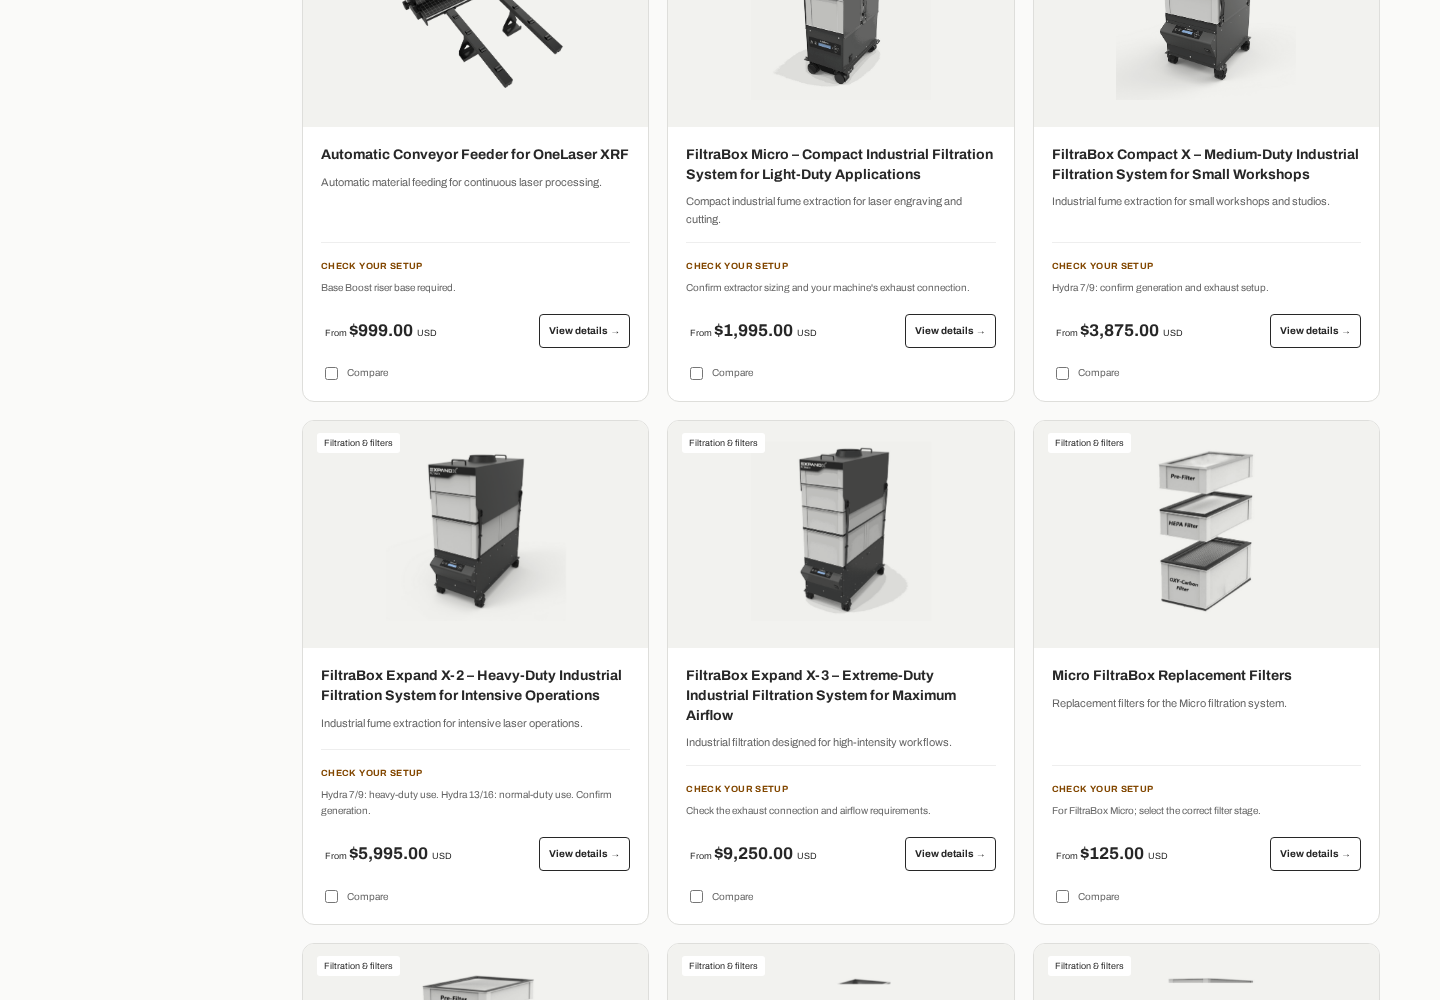 Automatic Conveyor Feeder for OneLaser XRF
Automatic material feeding for continuous laser processing.
CHECK YOUR SETUP
Base Boost riser base required.
From $999.00 USD
View details →
Compare
FiltraBox Micro – Compact Industrial Filtration
System for Light-Duty Applications
Compact industrial fume extraction for laser engraving and
cutting.
CHECK YOUR SETUP
Confirm extractor sizing and your machine's exhaust connection.
From $1,995.00 USD
View details →
Compare
FiltraBox Compact X – Medium-Duty Industrial
Filtration System for Small Workshops
Industrial fume extraction for small workshops and studios.
CHECK YOUR SETUP
Hydra 7/9: confirm generation and exhaust setup.
From $3,875.00 USD
View details →
Compare
Filtration & filters
EXPAND
FiltraBox Expand X-2 – Heavy-Duty Industrial
Filtration System for Intensive Operations
Industrial fume extraction for intensive laser operations.
CHECK YOUR SETUP
Hydra 7/9: heavy-duty use. Hydra 13/16: normal-duty use. Confirm
generation.
From $5,995.00 USD
View details →
Compare
Filtration & filters
EXPAND
FiltraBox Expand X-3 – Extreme-Duty
Industrial Filtration System for Maximum
Airflow
Industrial filtration designed for high-intensity workflows.
CHECK YOUR SETUP
Check the exhaust connection and airflow requirements.
From $9,250.00 USD
View details →
Compare
Filtration & filters
Pre-Filter
HEPA Filter
OXY-Carbon
Filter
Micro FiltraBox Replacement Filters
Replacement filters for the Micro filtration system.
CHECK YOUR SETUP
For FiltraBox Micro; select the correct filter stage.
From $125.00 USD
View details →
Compare
Filtration & filters
Pre-Filter
Filtration & filters
Filtration & filters